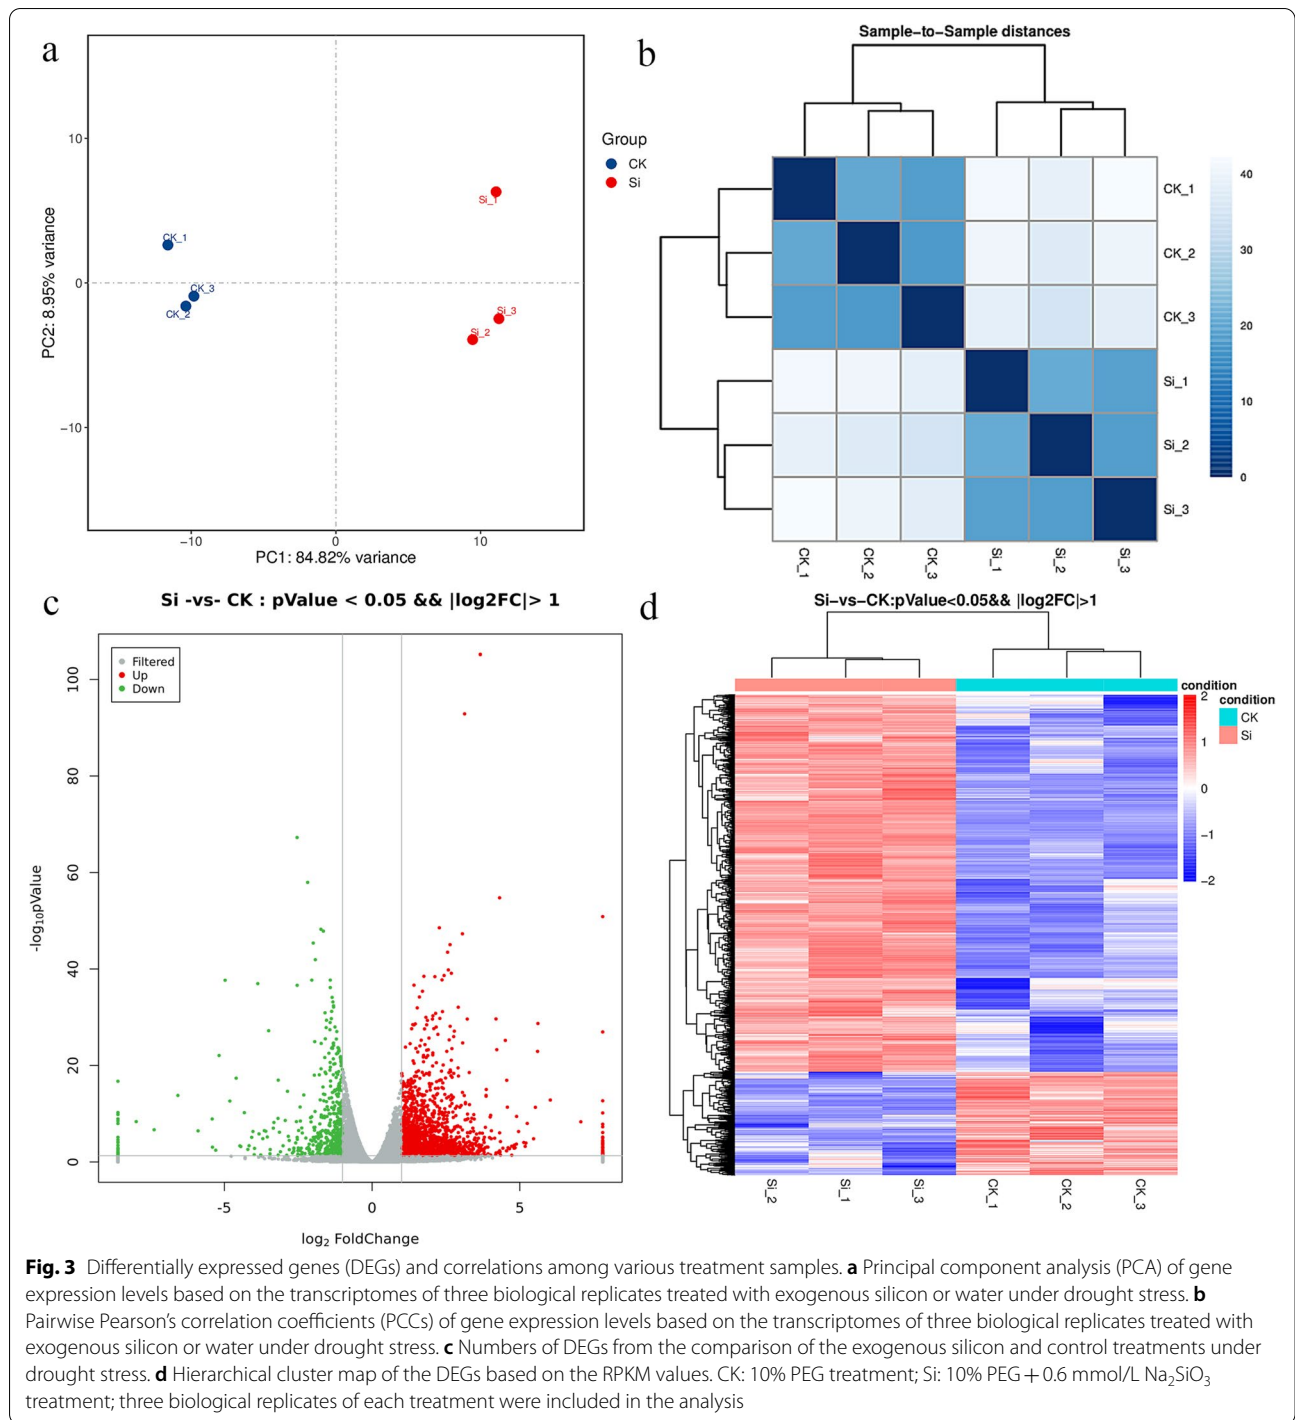 a
10
0
−10
−10
0
10
PC2: 8.95% variance
PC1: 84.82% variance
CK_1
CK_3
CK_2
Si_1
Si_3
Si_2
Group
CK
Si
b
Sample−to−Sample distances
CK_1
CK_2
CK_3
Si_1
Si_2
Si_3
CK_1
CK_2
CK_3
Si_1
Si_2
Si_3
40
30
20
10
0
c
Si -vs- CK : pValue < 0.05 && |log2FC|> 1
Filtered
Up
Down
100
80
60
40
20
0
-log10pValue
-5
0
5
log2 FoldChange
d
Si−vs−CK:pValue<0.05&& |log2FC|>1
condition
2
1
0
−1
−2
condition
CK
Si
Si_2
Si_1
Si_3
CK_1
CK_2
CK_3
Fig. 3 Differentially expressed genes (DEGs) and correlations among various treatment samples. a Principal component analysis (PCA) of gene
expression levels based on the transcriptomes of three biological replicates treated with exogenous silicon or water under drought stress. b
Pairwise Pearson's correlation coefficients (PCCs) of gene expression levels based on the transcriptomes of three biological replicates treated with
exogenous silicon or water under drought stress. c Numbers of DEGs from the comparison of the exogenous silicon and control treatments under
drought stress. d Hierarchical cluster map of the DEGs based on the RPKM values. CK: 10% PEG treatment; Si: 10% PEG + 0.6 mmol/L Na2SiO3
treatment; three biological replicates of each treatment were included in the analysis